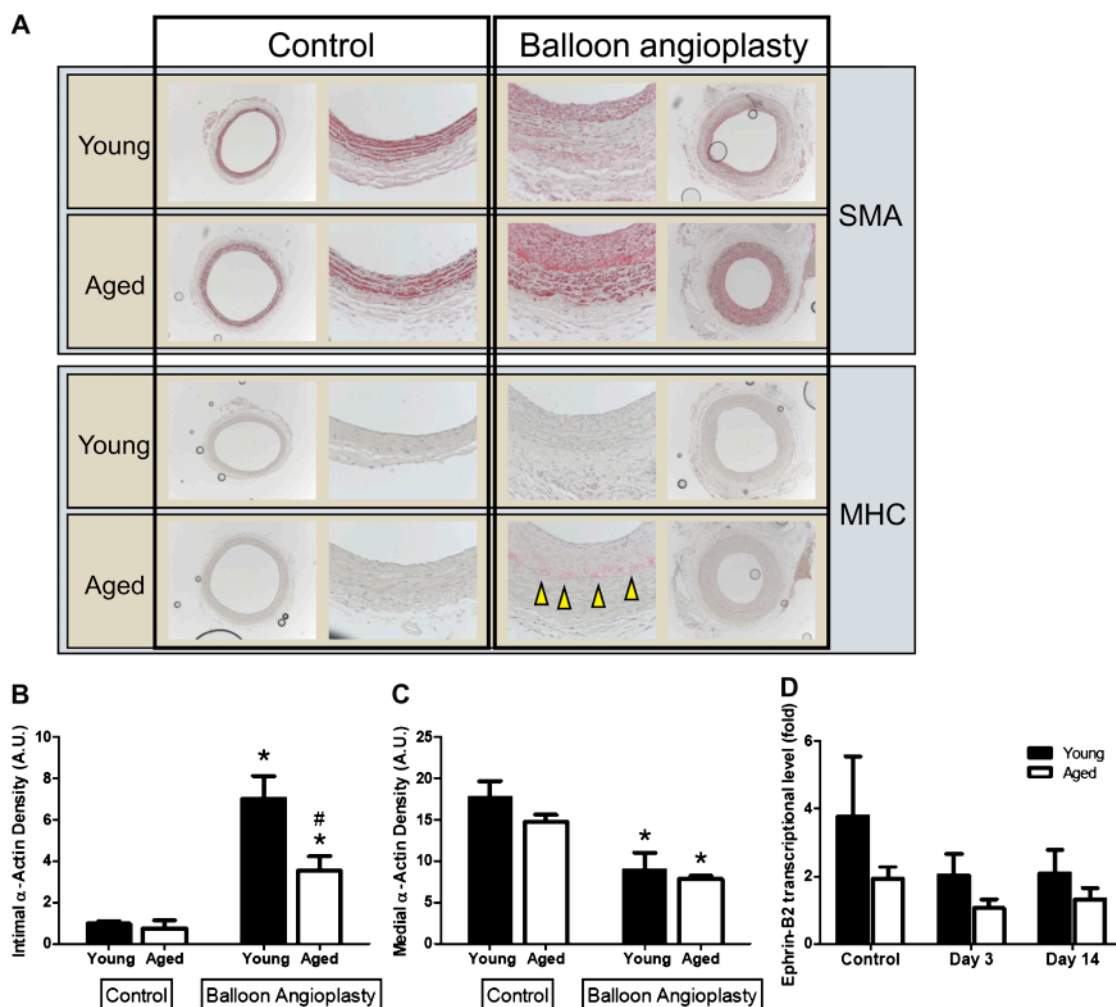 A
Control Balloon angioplasty
Young
Aged
SMA
Young
Aged
MHC
B
Intimal α-Actin Density (A.U.)
10
8
6
4
2
0
*
#
*
Young Aged Young Aged
Control Balloon Angioplasty
C
Medial α-Actin Density (A.U.)
25
20
15
10
5
0
*
*
Young Aged Young Aged
Control Balloon Angioplasty
D
Ephrin-B2 transcriptional level (fold)
6
4
2
0
Young
Aged
Control Day 3 Day 14